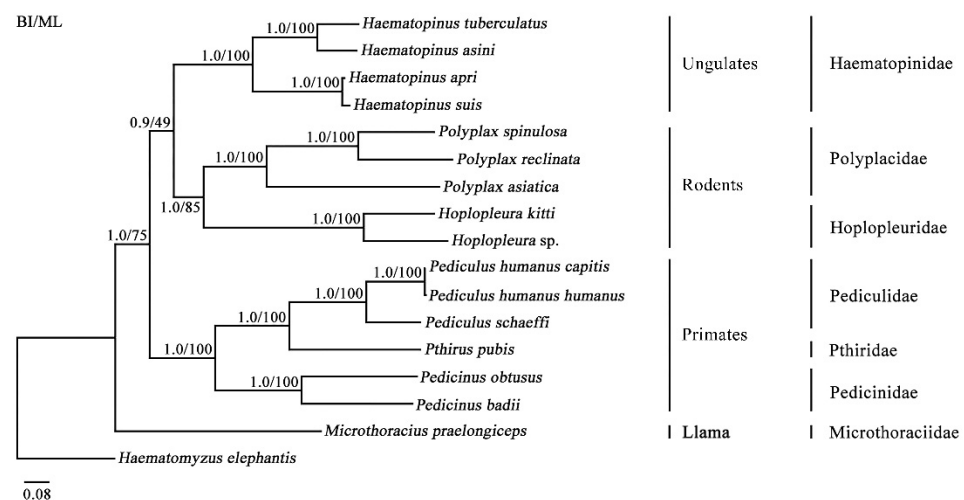 BI/ML
1.0/100 Haematopinus tuberculatus
1.0/100 Haematopinus asini
1.0/100 Haematopinus apri
Haematopinus suis
Ungulates Haematopinidae
0.9/49
1.0/100 Polyplax spinulosa
1.0/100 Polyplax reclinata
Polyplax asiatica
Polyplacidae
Rodents
1.0/85
1.0/100 Hoplopleura kitti
Hoplopleura sp.
Hoplopleuridae
1.0/75
1.0/100 Pediculus humanus capitis
1.0/100 Pediculus humanus humanus
Pediculus schaeffi
Pediculidae
1.0/100
Primates
Pthirus pubis Pthiridae
1.0/100
1.0/100 Pedicinus obtusus
Pedicinus badii
Pedicinidae
Microthoracius praelongiceps Llama Microthoraciidae
Haematomyzus elephantis
0.08